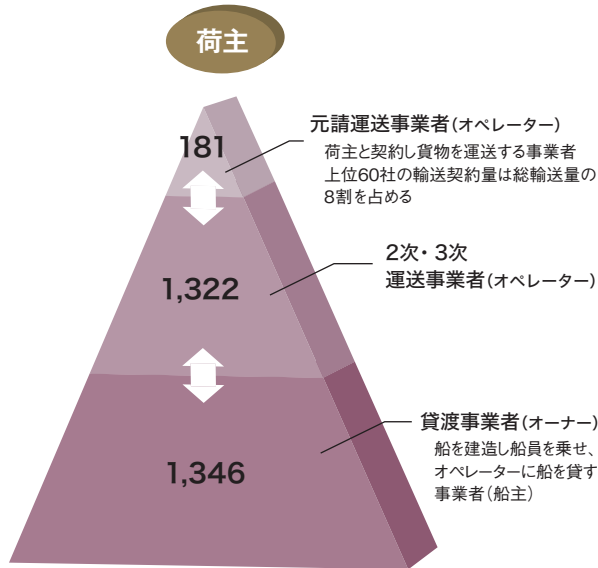 荷主
181
元請運送事業者(オペレーター)
荷主と契約し貨物を運送する事業者
上位60社の輸送契約量は総輸送量の
8割を占める
1,322
2次・3次
運送事業者(オペレーター)
1,346
貸渡事業者(オーナー)
船を建造し船員を乗せ、
オペレーターに船を貸す
事業者(船主)